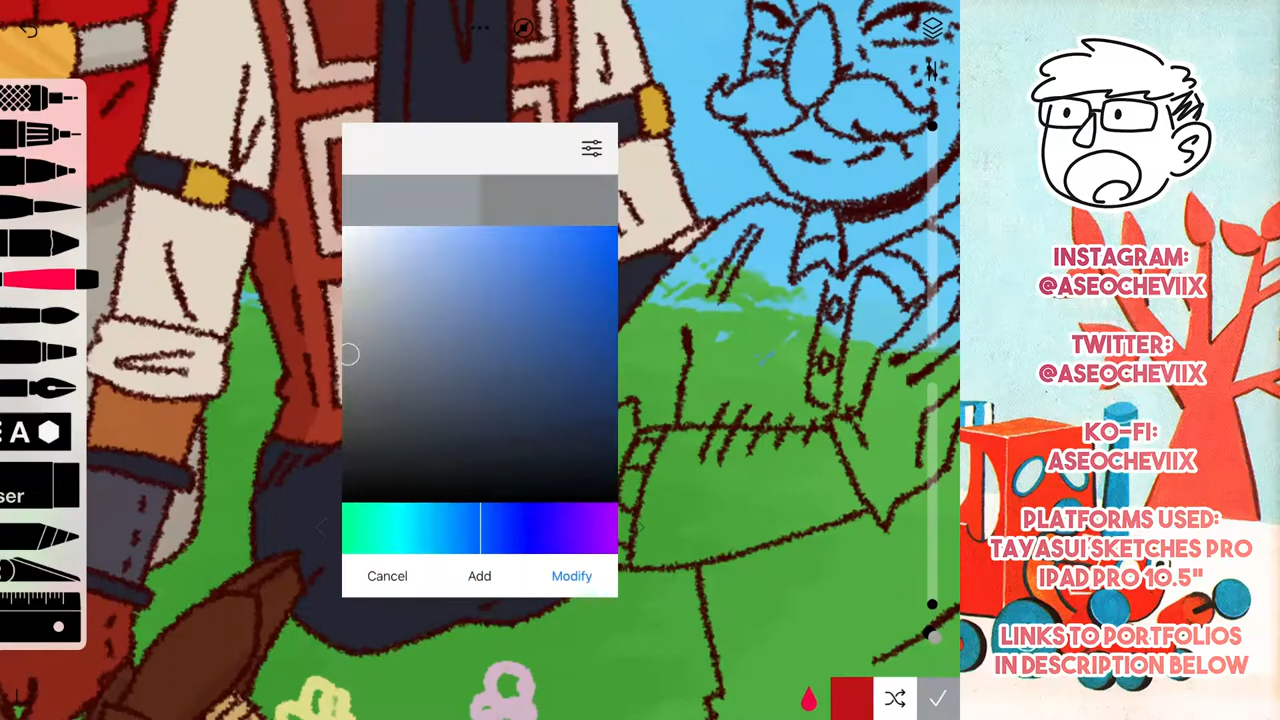 A
ser
Cancel
Add
Modify
INSTAGRAM:
@ASEOCHEVIIX
TWITTER:
@ASEOCHEVIIX
KO-FI:
ASEOCHEVIIX
PLATFORMS USED:
TAYASUI SKETCHES PRO
IPAD PRO 10.5"
LINKS TO PORTFOLIOS
IN DESCRIPTION BELOW